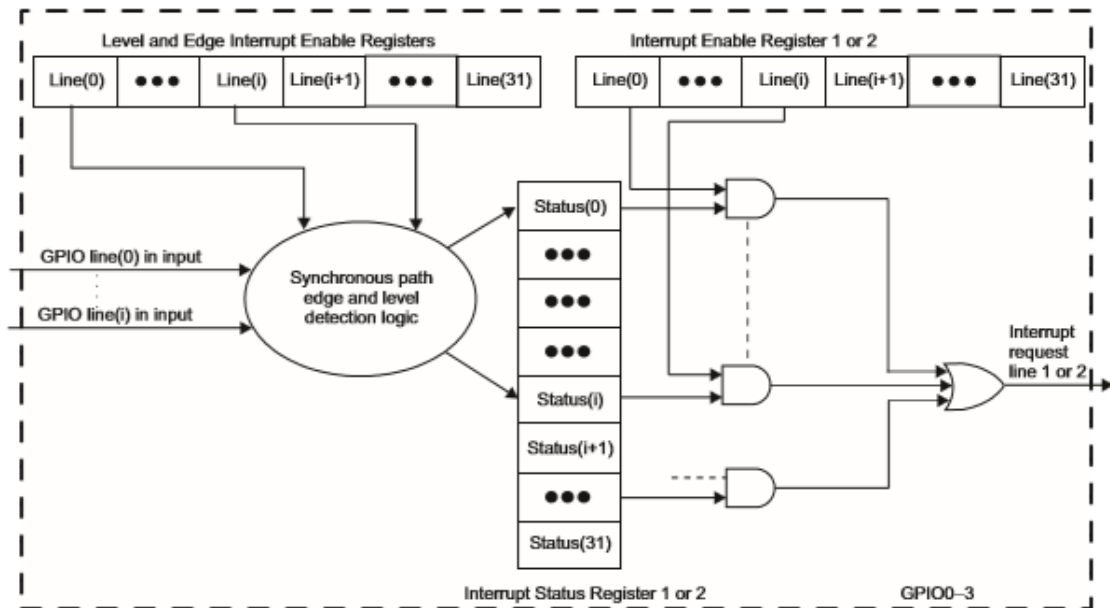 Level and Edge Interrupt Enable Registers
Line(0) ●●● Line(i) Line(i+1) ●●● Line(31)
Interrupt Enable Register 1 or 2
Line(0) ●●● Line(i) Line(i+1) ●●● Line(31)
GPIO line(0) in input
GPIO line(i) in input
Synchronous path
edge and level
detection logic
Status(0)
●●●
●●●
●●●
Status(i)
Status(i+1)
●●●
Status(31)
Interrupt
request
line 1 or 2
Interrupt Status Register 1 or 2
GPIO0–3